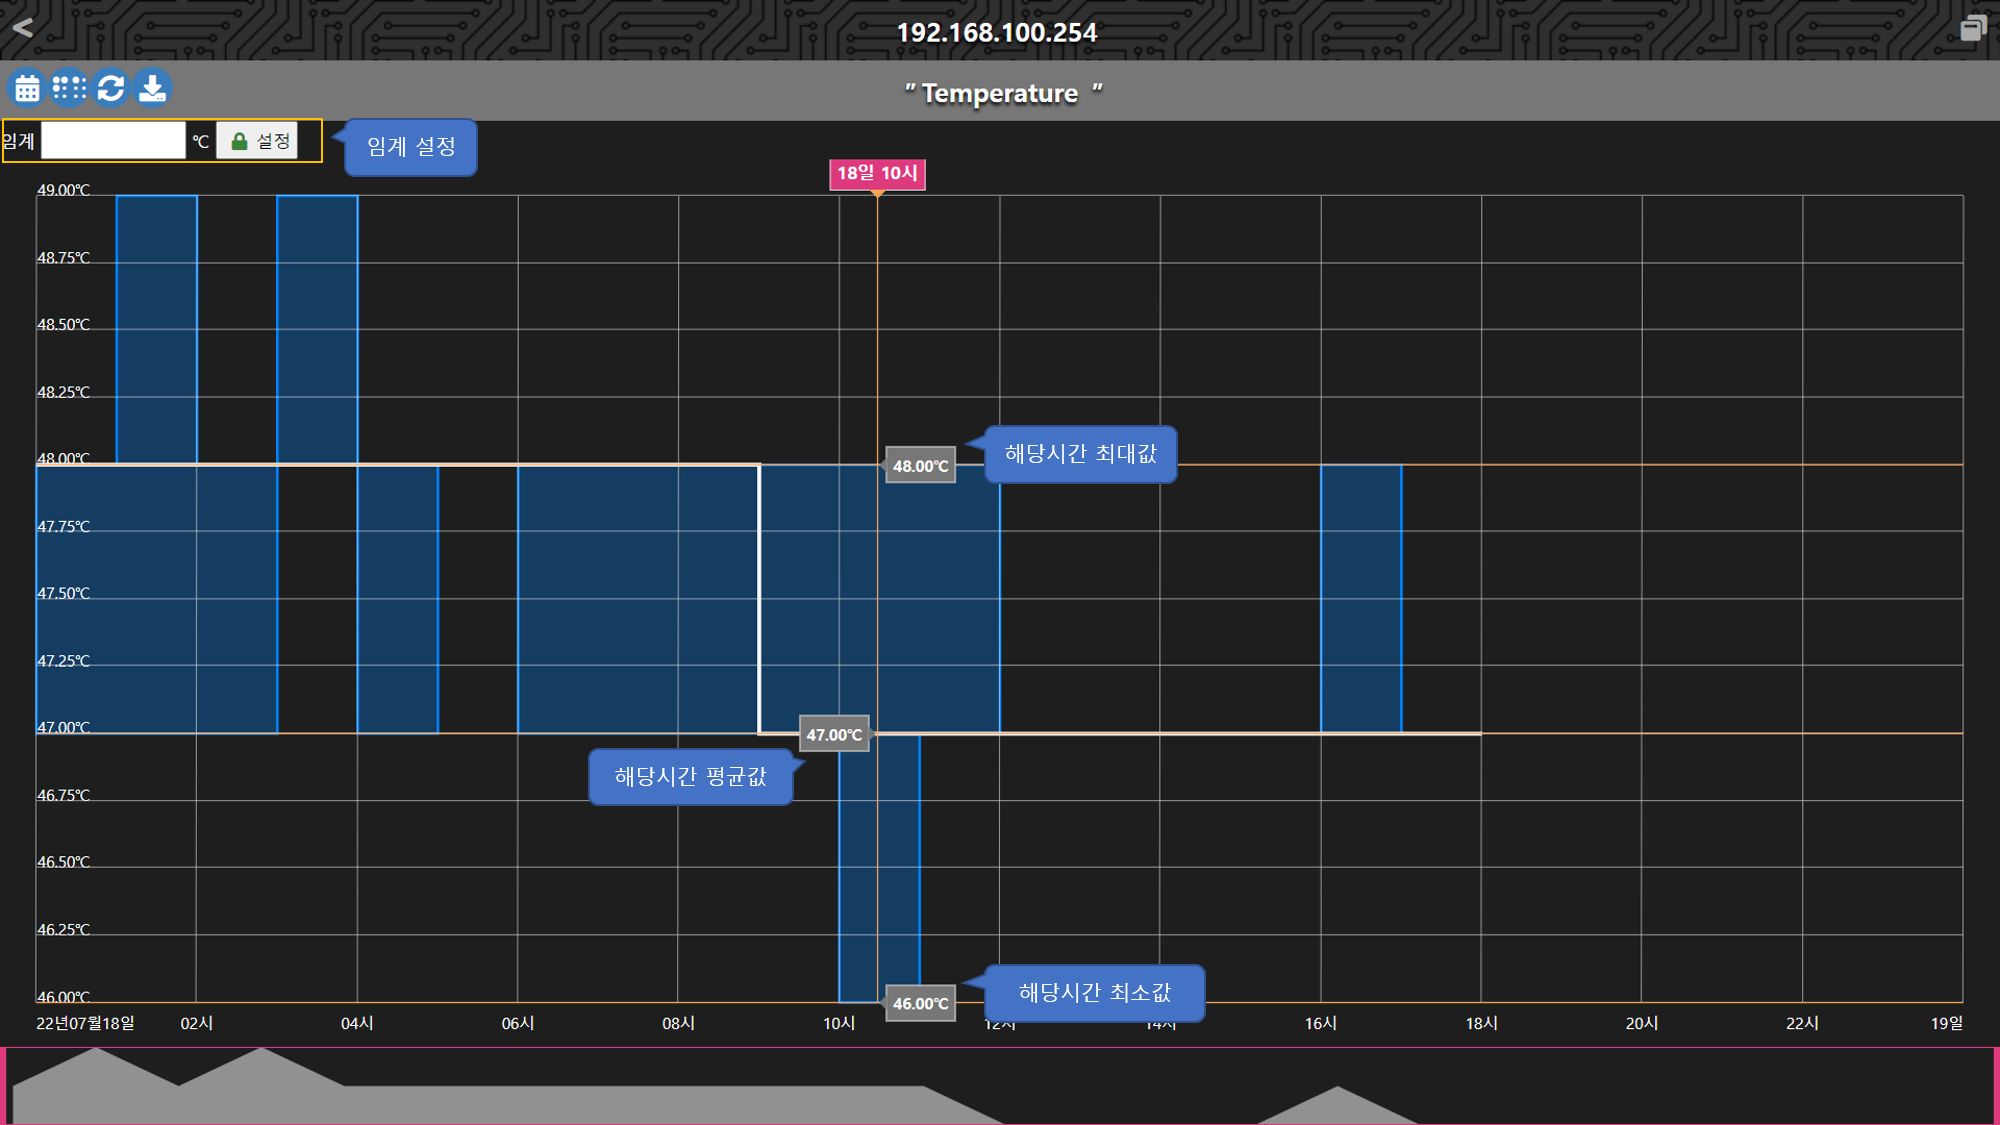 <
192.168.100.254
" Temperature "
임계 ℃ 설정
임계 설정
18일 10시
49.00℃
48.75℃
48.50℃
48.25℃
48.00℃
48.00℃
해당시간 최대값
47.75℃
47.50℃
47.25℃
47.00℃
47.00℃
해당시간 평균값
46.75℃
46.50℃
46.25℃
46.00℃
46.00℃
해당시간 최소값
22년07월18일 02시 04시 06시 08시 10시 12시 14시 16시 18시 20시 22시 19일